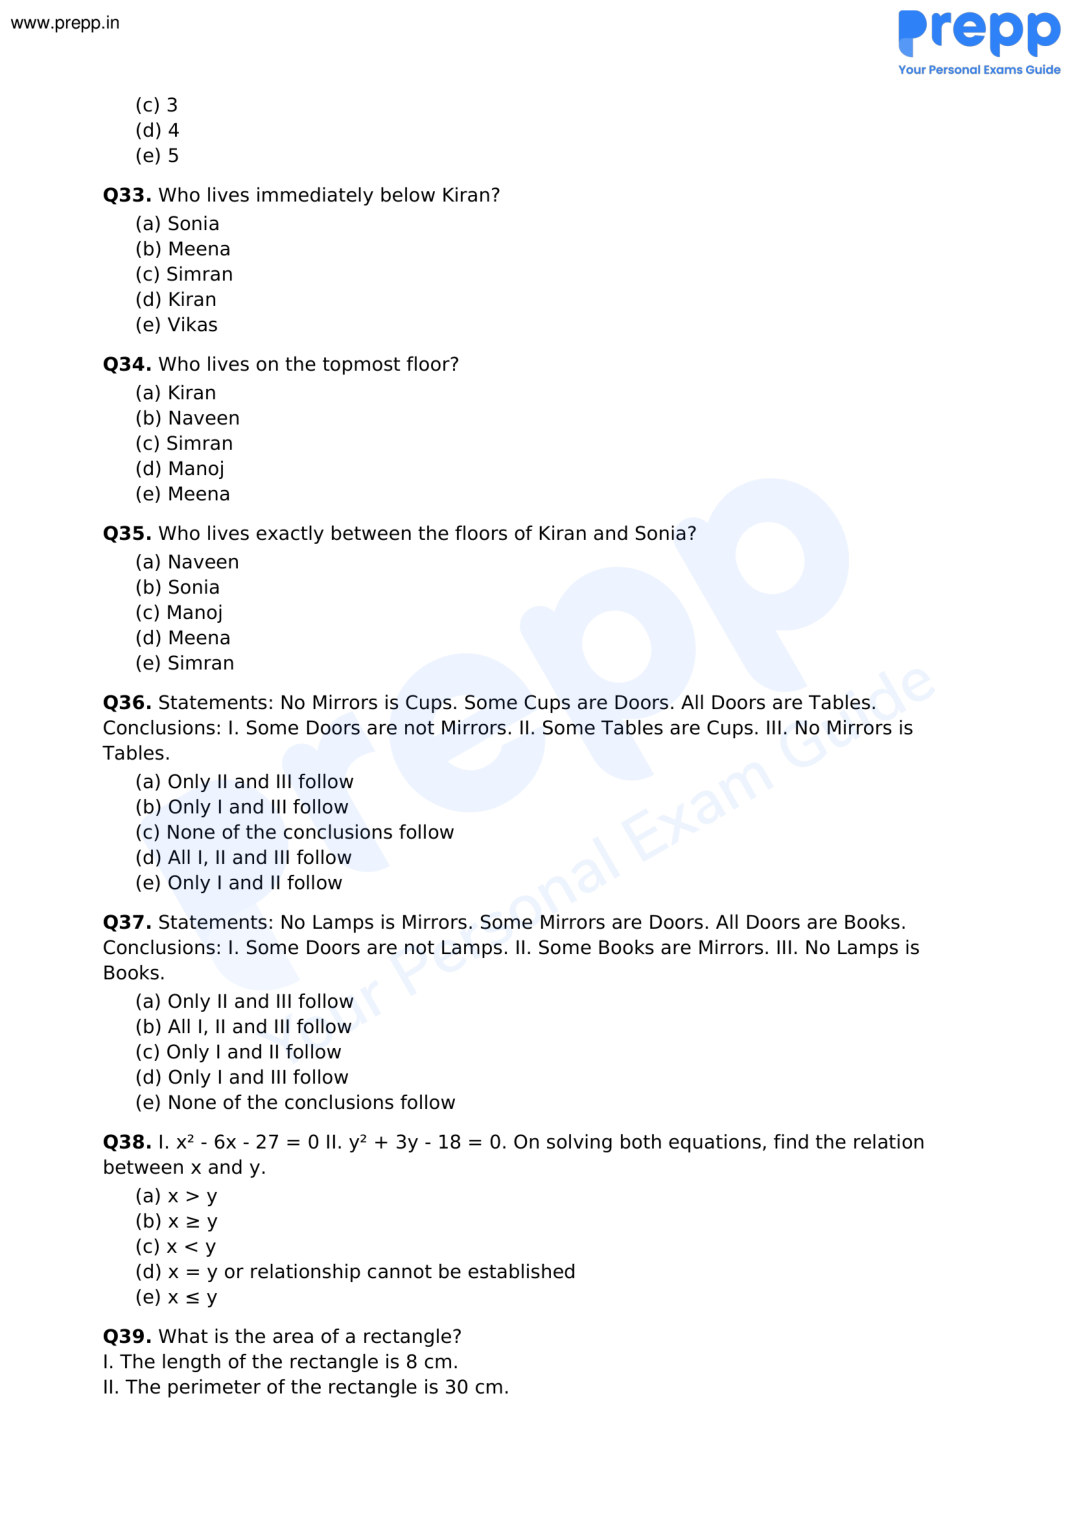 www.prepp.in
Prepp
Your Personal Exams Guide
(c) 3
(d) 4
(e) 5
Q33. Who lives immediately below Kiran?
(a) Sonia
(b) Meena
(c) Simran
(d) Kiran
(e) Vikas
Q34. Who lives on the topmost floor?
(a) Kiran
(b) Naveen
(c) Simran
(d) Manoj
(e) Meena
Q35. Who lives exactly between the floors of Kiran and Sonia?
(a) Naveen
(b) Sonia
(c) Manoj
(d) Meena
(e) Simran
Q36. Statements: No Mirrors is Cups. Some Cups are Doors. All Doors are Tables.
Conclusions: I. Some Doors are not Mirrors. II. Some Tables are Cups. III. No Mirrors is
Tables.
(a) Only II and III follow
(b) Only I and III follow
(c) None of the conclusions follow
(d) All I, II and III follow
(e) Only I and II follow
Q37. Statements: No Lamps is Mirrors. Some Mirrors are Doors. All Doors are Books.
Conclusions: I. Some Doors are not Lamps. II. Some Books are Mirrors. III. No Lamps is
Books.
(a) Only II and III follow
(b) All I, II and III follow
(c) Only I and II follow
(d) Only I and III follow
(e) None of the conclusions follow
Q38. I. x² - 6x - 27 = 0 II. y² + 3y - 18 = 0. On solving both equations, find the relation
between x and y.
(a) x > y
(b) x ≥ y
(c) x < y
(d) x = y or relationship cannot be established
(e) x ≤ y
Q39. What is the area of a rectangle?
I. The length of the rectangle is 8 cm.
II. The perimeter of the rectangle is 30 cm.
prepp
Your Personal Exam Guide